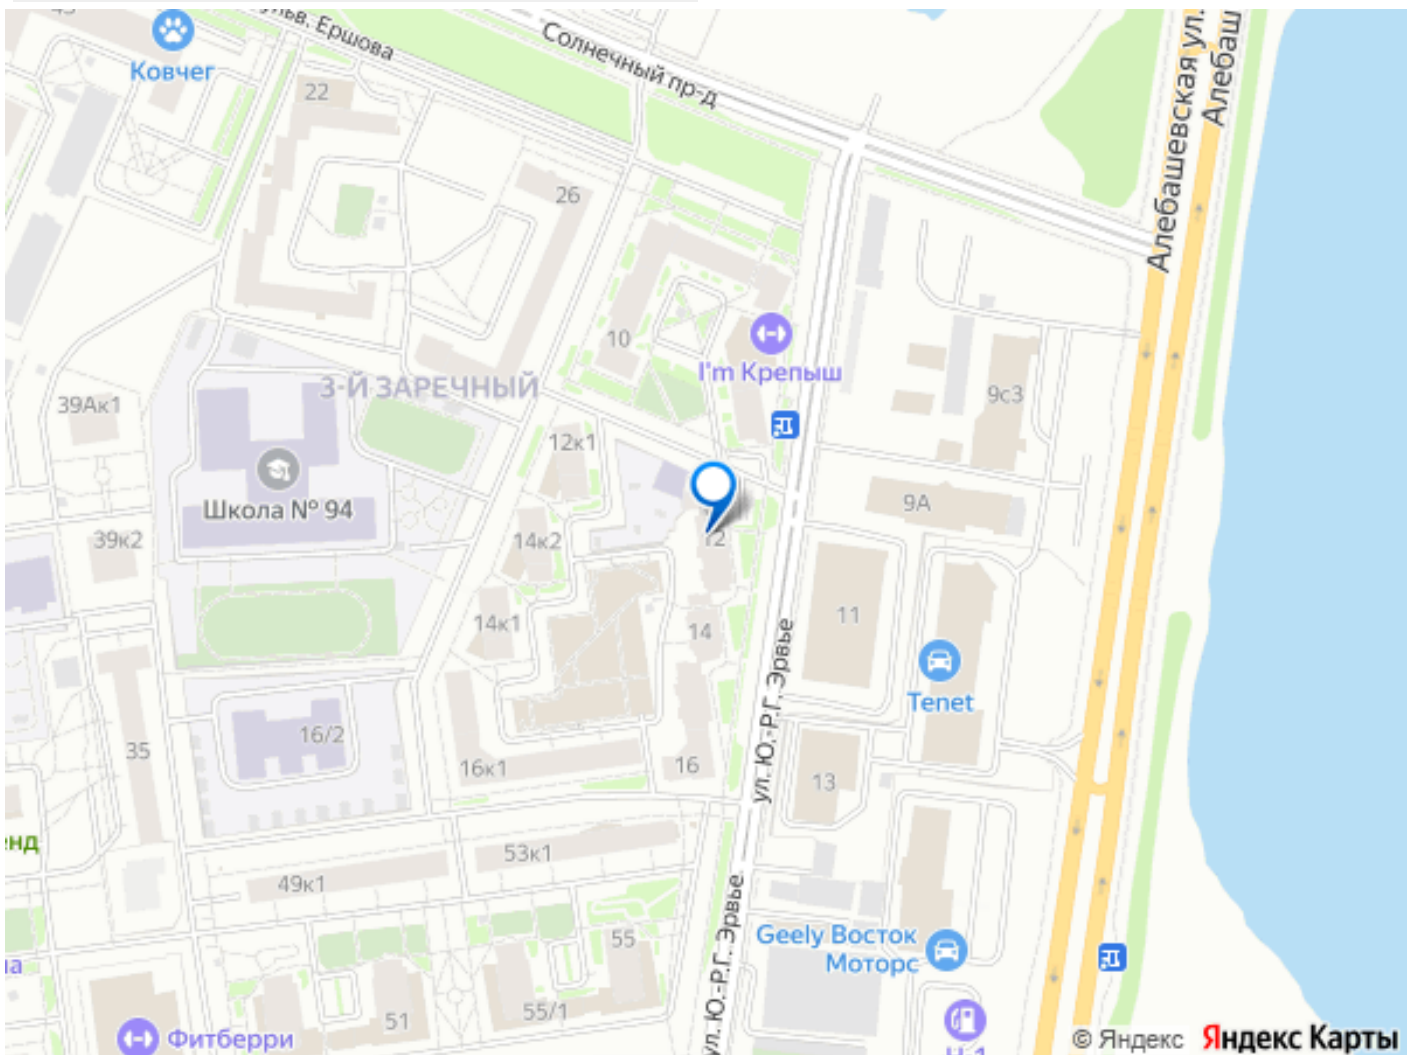 Ковчег
бульв. Ершова
Солнечный пр-д
Алебашевская ул.
Алебаш
22
26
10
I'm Крепыш
3-Й ЗАРЕЧНЫЙ
39Ак1
12к1
9с3
9А
Школа № 94
39к2
14к2
12
14к1
14
11
ул. Ю.-Р.Г. Эрвье
Tenet
16/2
35
16к1
16
13
нд
53к1
49к1
ул. Ю.-Р.Г. Эрвье
55
Geely Восток
Моторс
51
55/1
Фитберри
© Яндекс
Яндекс Карты